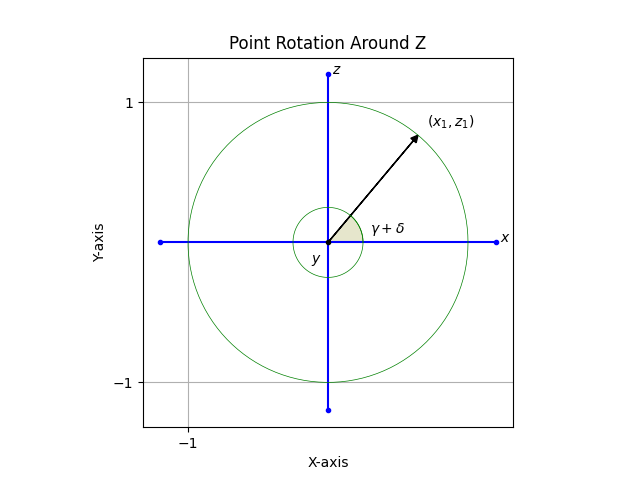 Point Rotation Around Z
z
1
(x₁, z₁)
γ + δ
x
Y-axis
y
−1
−1
X-axis